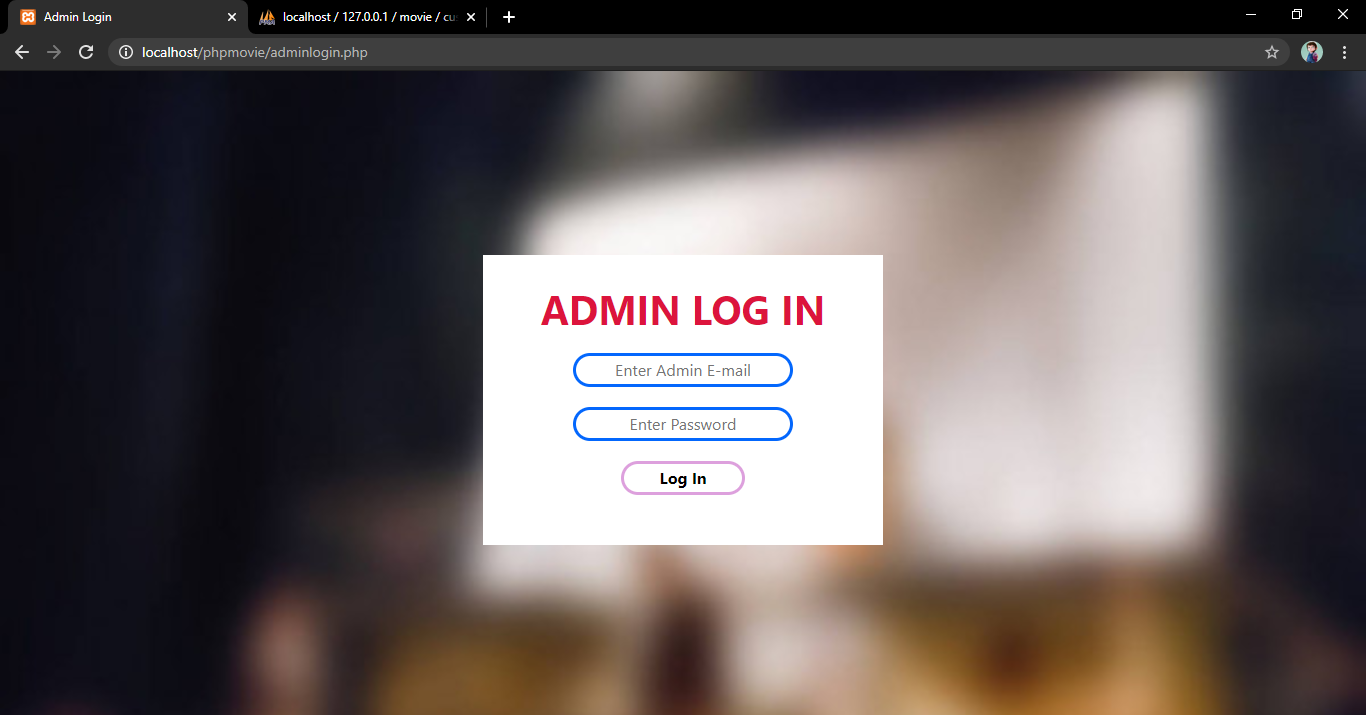 Admin Login
localhost / 127.0.0.1 / movie / cu
localhost/phpmovie/adminlogin.php
ADMIN LOG IN
Enter Admin E-mail
Enter Password
Log In